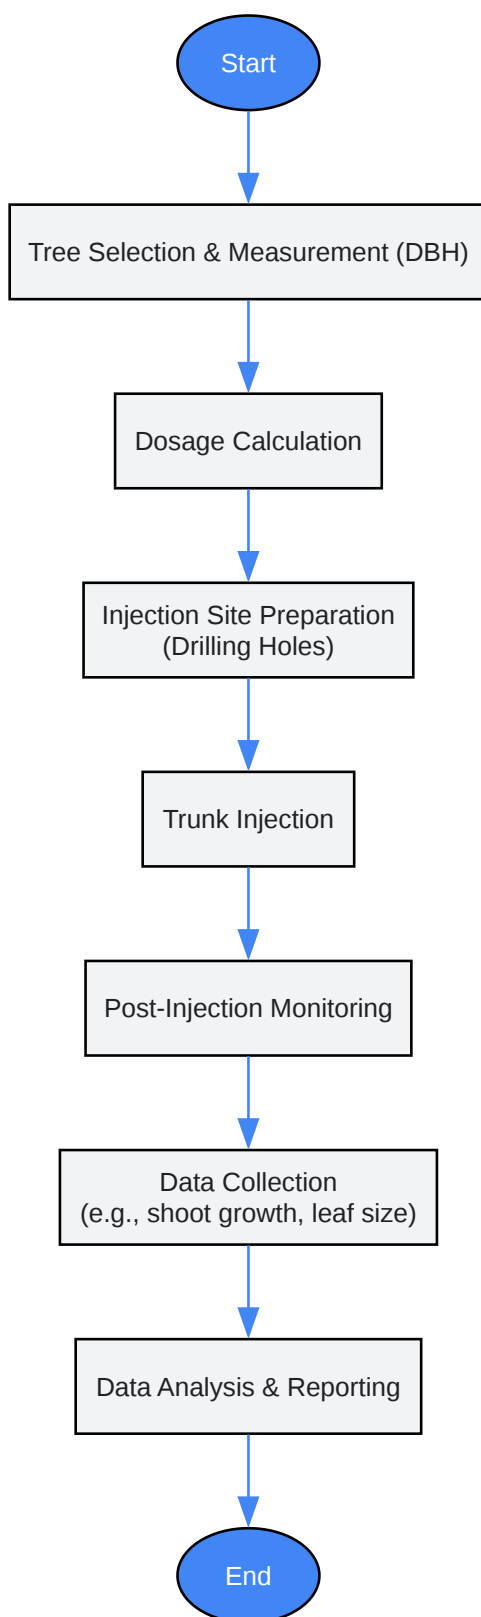 Start
Tree Selection & Measurement (DBH)
Dosage Calculation
Injection Site Preparation
(Drilling Holes)
Trunk Injection
Post-Injection Monitoring
Data Collection
(e.g., shoot growth, leaf size)
Data Analysis & Reporting
End